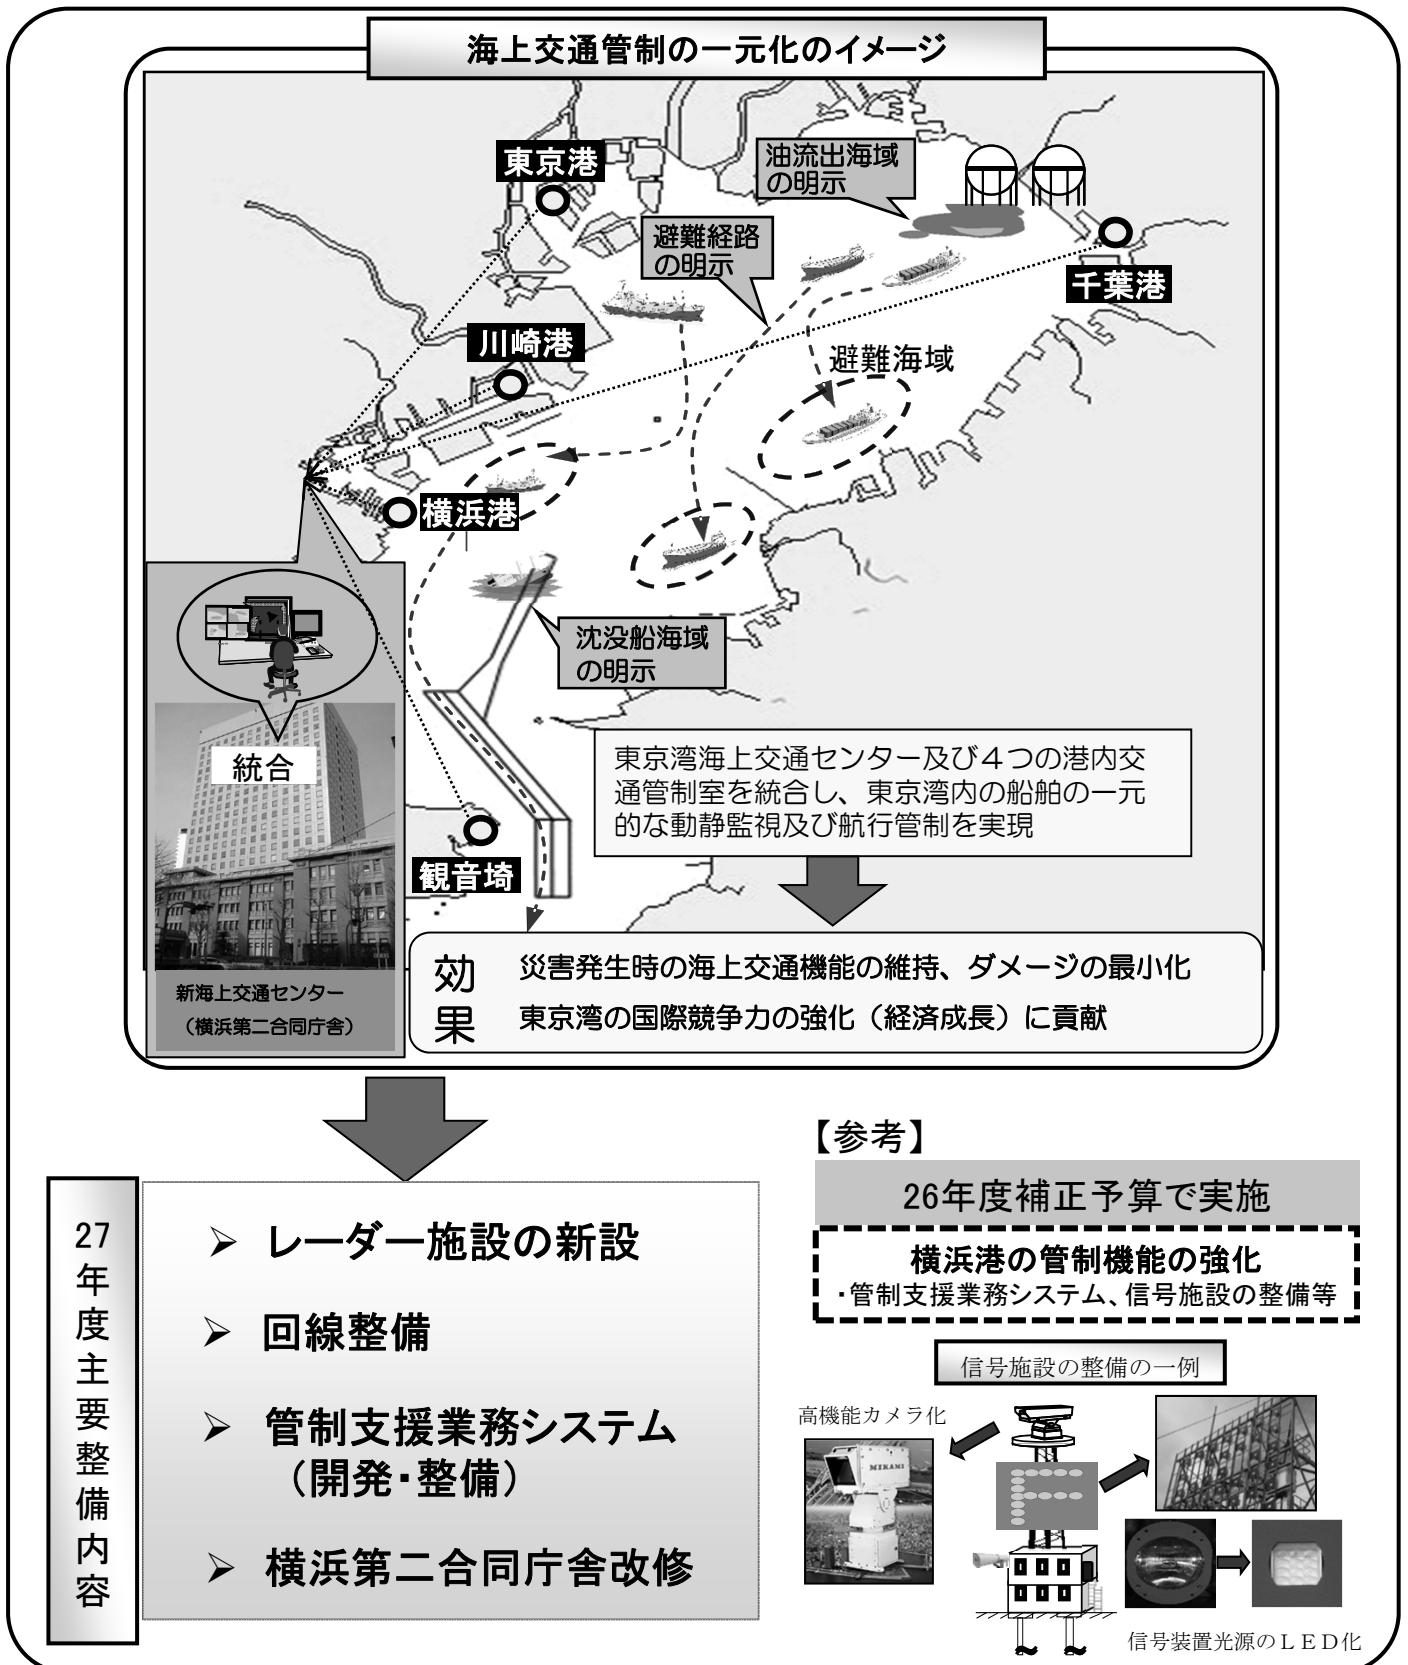 海上交通管制の一元化のイメージ
東京港
油流出海域
の明示
避難経路
の明示
千葉港
川崎港
避難海域
横浜港
沈没船海域
の明示
統合
東京湾海上交通センター及び４つの港内交
通管制室を統合し、東京湾内の船舶の一元
的な動静監視及び航行管制を実現
観音埼
新海上交通センター
（横浜第二合同庁舎）
効果
災害発生時の海上交通機能の維持、ダメージの最小化
東京湾の国際競争力の強化（経済成長）に貢献
27年度主要整備内容
➢ レーダー施設の新設
➢ 回線整備
➢ 管制支援業務システム
（開発・整備）
➢ 横浜第二合同庁舎改修
【参考】
26年度補正予算で実施
横浜港の管制機能の強化
・管制支援業務システム、信号施設の整備等
信号施設の整備の一例
高機能カメラ化
MIKAMI
信号装置光源のＬＥＤ化